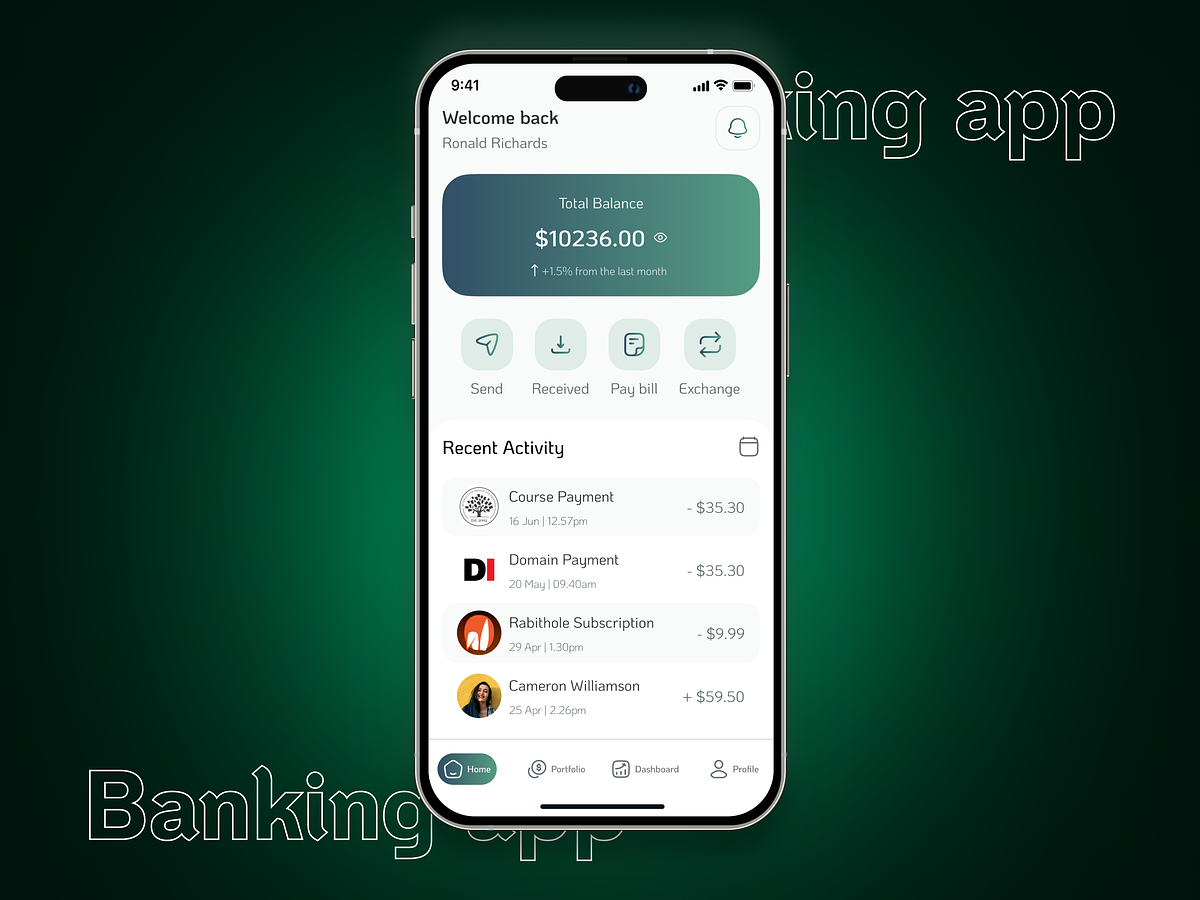 9:41
king app
Welcome back
Ronald Richards
Total Balance
$10236.00
+1.5% from the last month
Send
Received
Pay bill
Exchange
Recent Activity
Course Payment
- $35.30
16 Jun | 12.57pm
DI
Domain Payment
- $35.30
20 May | 09.40am
Rabithole Subscription
- $9.99
29 Apr | 1.30pm
Cameron Williamson
+ $59.50
25 Apr | 2.26pm
Home
Portfolio
Dashboard
Profile
Banking app